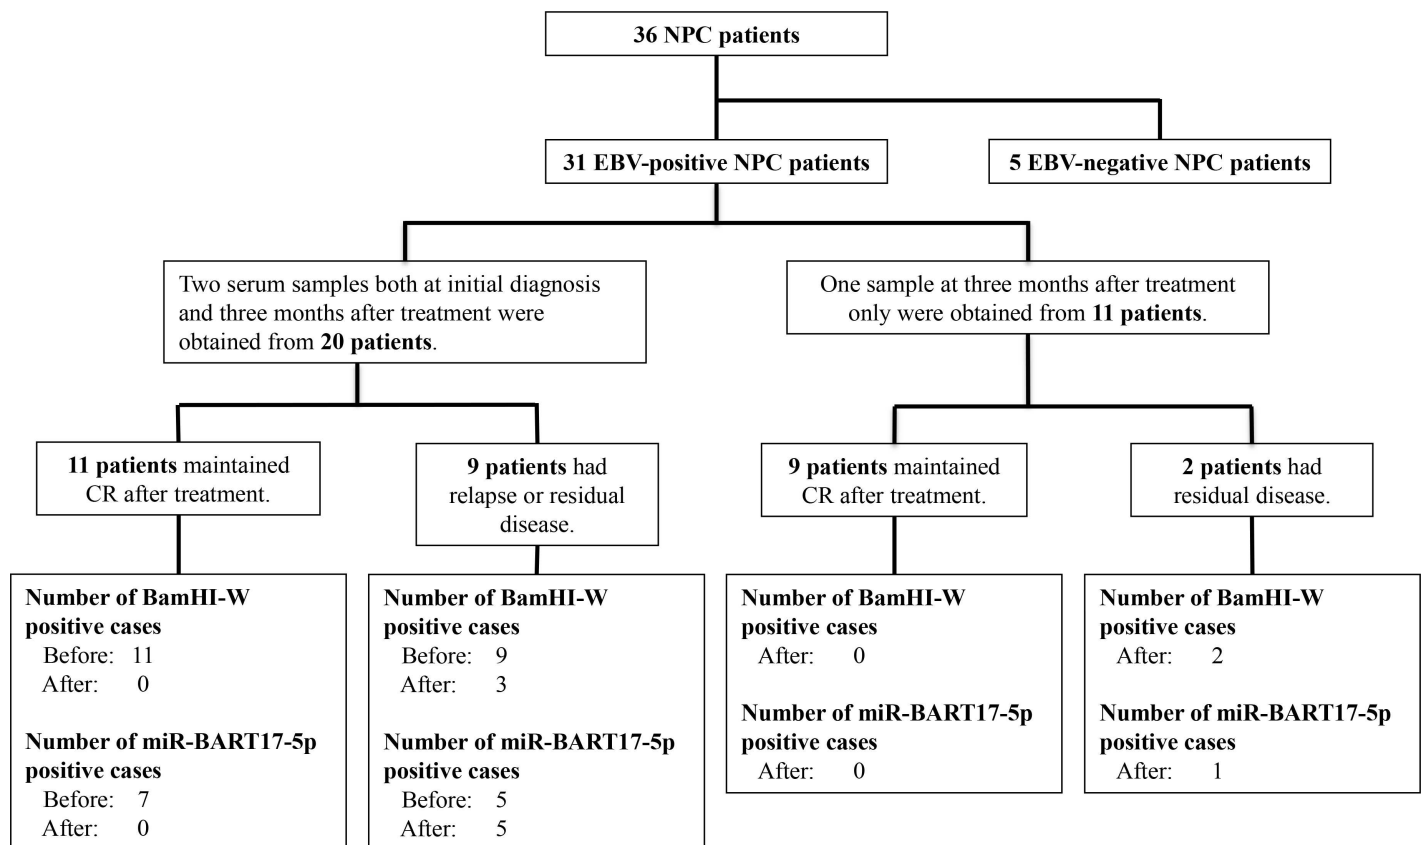 36 NPC patients
31 EBV-positive NPC patients
5 EBV-negative NPC patients
Two serum samples both at initial diagnosis
and three months after treatment were
obtained from 20 patients.
One sample at three months after treatment
only were obtained from 11 patients.
11 patients maintained
CR after treatment.
9 patients had
relapse or residual
disease.
9 patients maintained
CR after treatment.
2 patients had
residual disease.
Number of BamHI-W
positive cases
Before: 11
After: 0
Number of miR-BART17-5p
positive cases
Before: 7
After: 0
Number of BamHI-W
positive cases
Before: 9
After: 3
Number of miR-BART17-5p
positive cases
Before: 5
After: 5
Number of BamHI-W
positive cases
After: 0
Number of miR-BART17-5p
positive cases
After: 0
Number of BamHI-W
positive cases
After: 2
Number of miR-BART17-5p
positive cases
After: 1